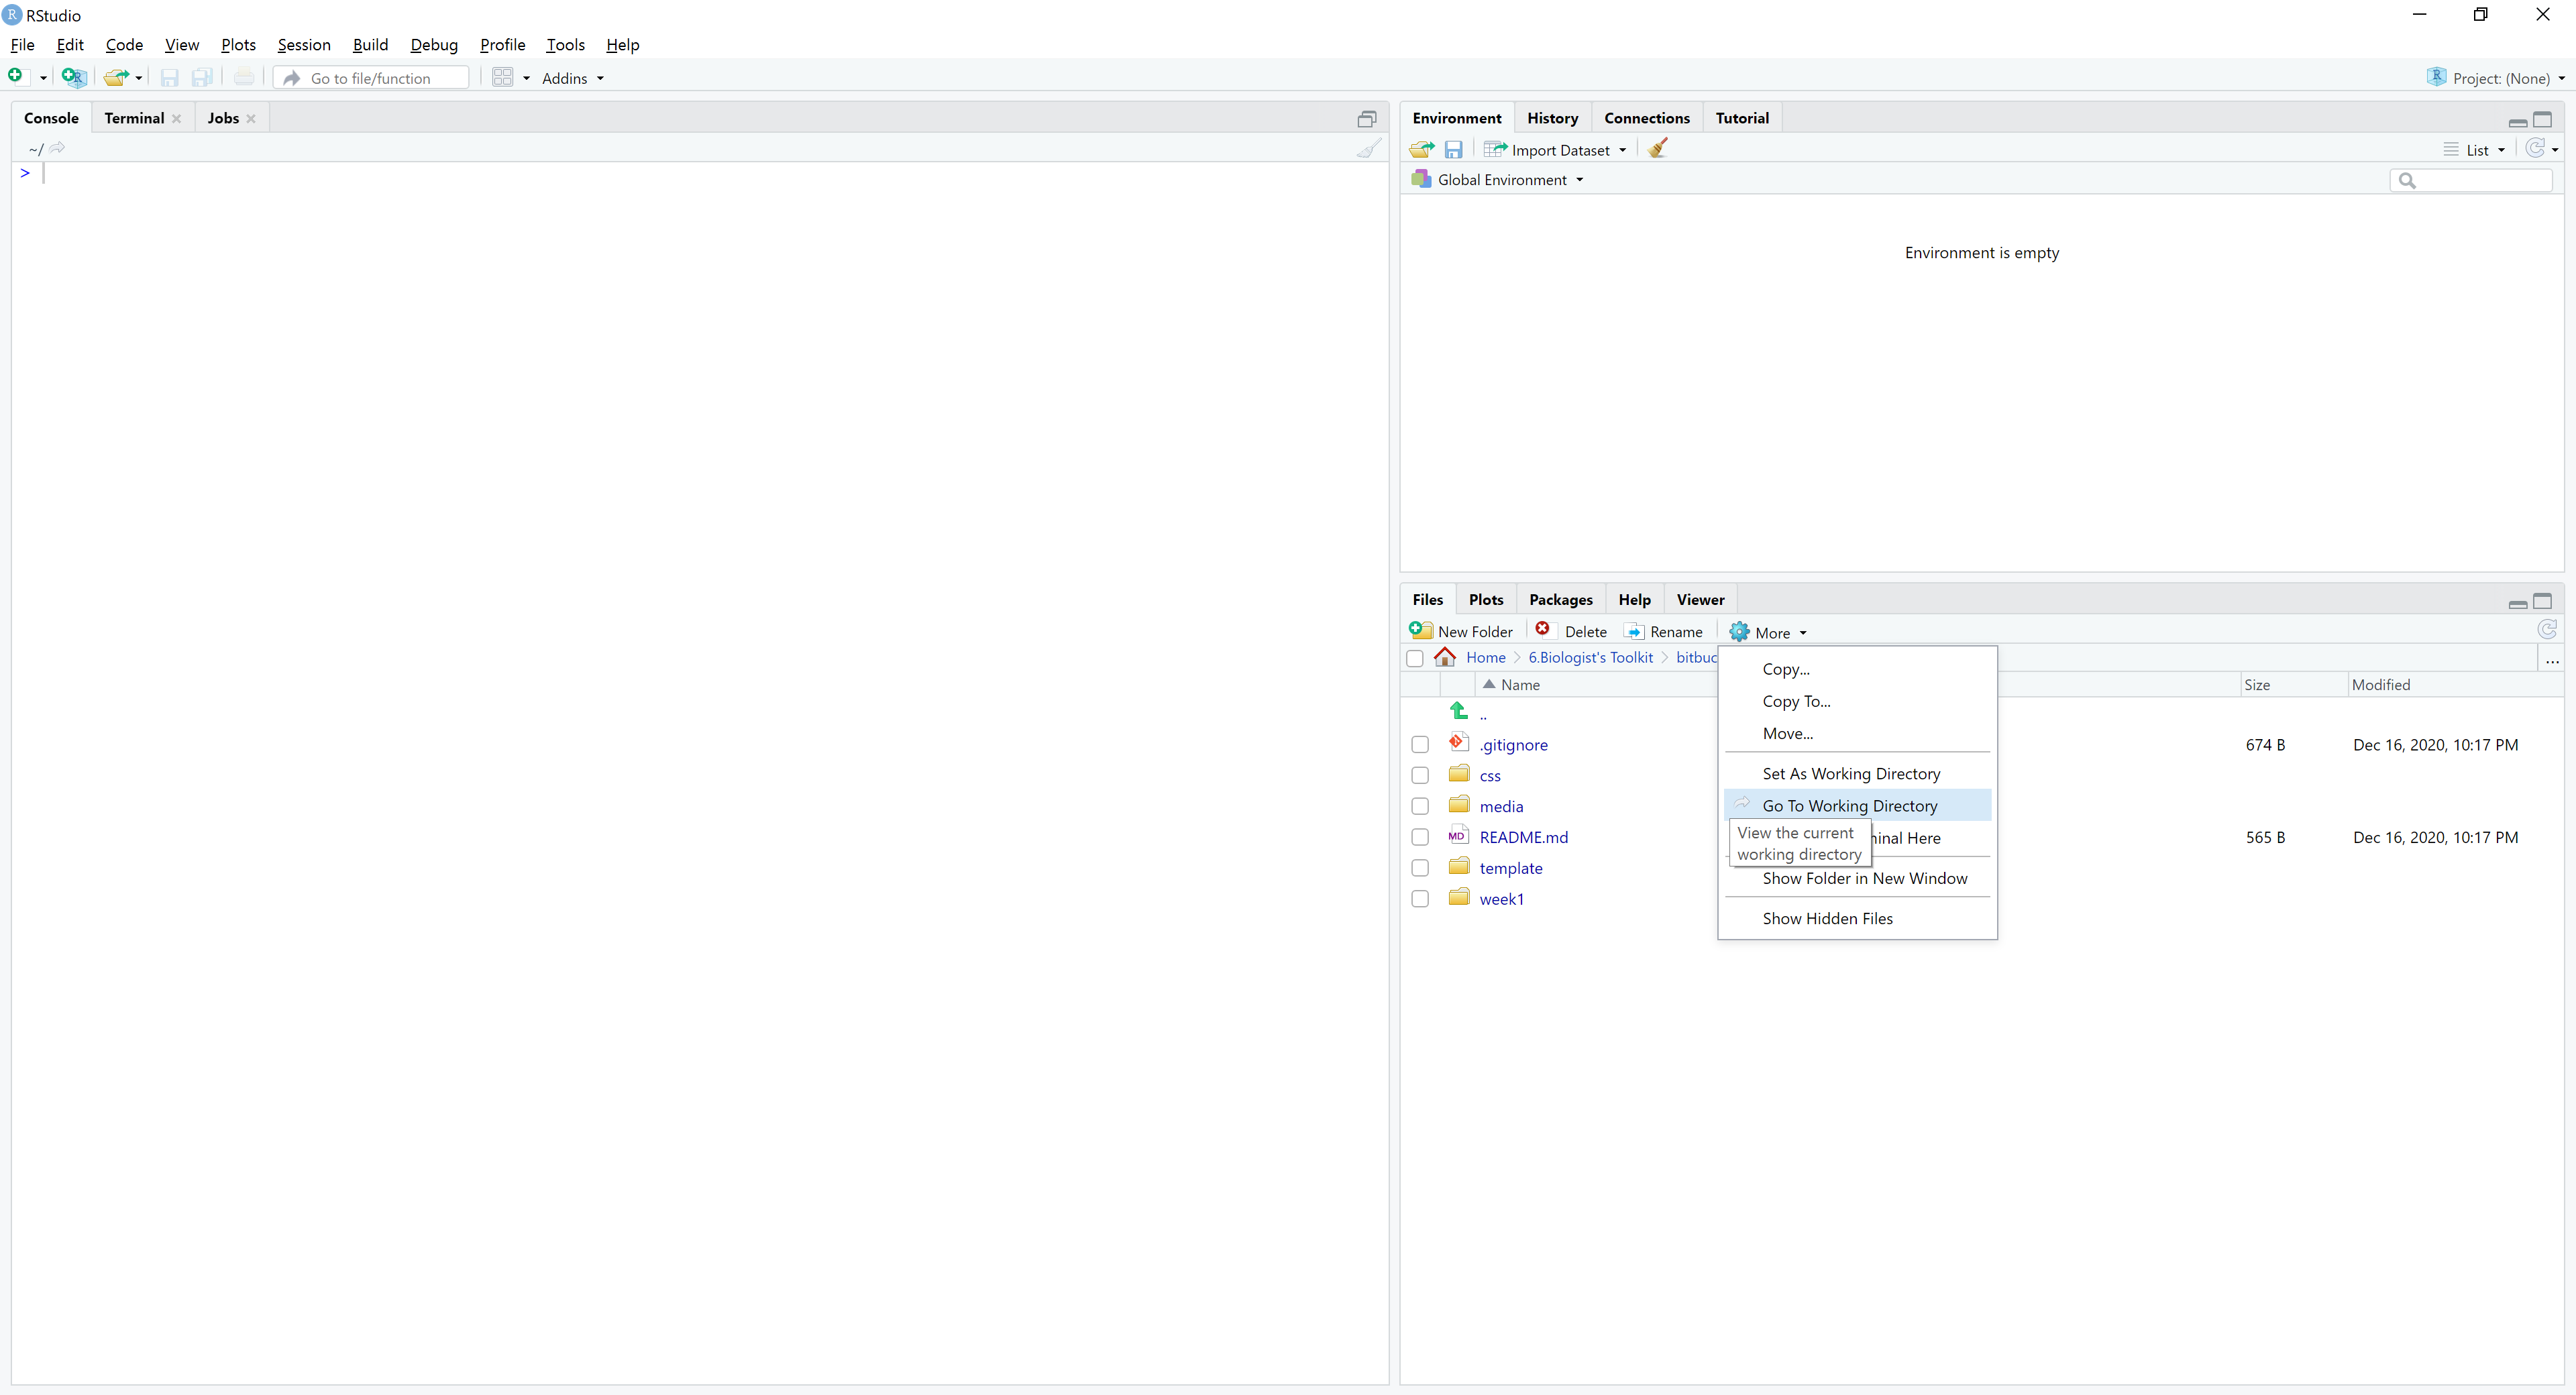 RStudio
File Edit Code View Plots Session Build Debug Profile Tools Help
Go to file/function Addins Project: (None)
Console Terminal Jobs
~/
>
Environment History Connections Tutorial
Import Dataset List
Global Environment
Environment is empty
Files Plots Packages Help Viewer
New Folder Delete Rename More
Home 6.Biologist's Toolkit bitbuc ...
Name Size Modified
..
.gitignore 674 B Dec 16, 2020, 10:17 PM
css
media
MD README.md 565 B Dec 16, 2020, 10:17 PM
template
week1
Copy...
Copy To...
Move...
Set As Working Directory
Go To Working Directory
View the current
working directory
inal Here
Show Folder in New Window
Show Hidden Files